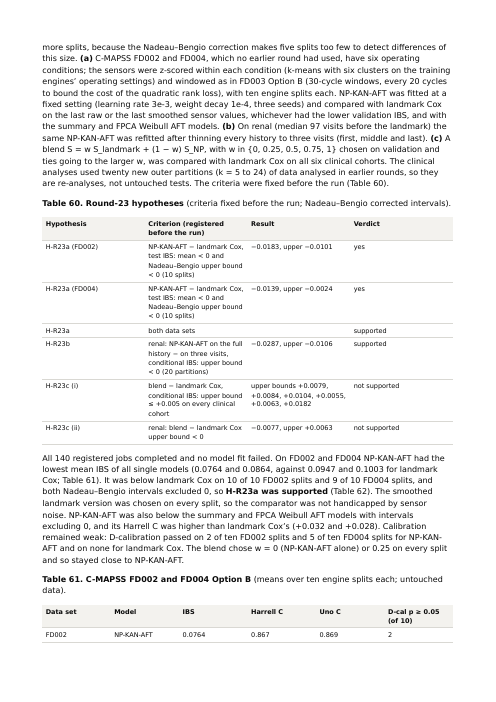 more splits, because the Nadeau–Bengio correction makes five splits too few to detect differences of
this size. (a) C-MAPSS FD002 and FD004, which no earlier round had used, have six operating
conditions; the sensors were z-scored within each condition (k-means with six clusters on the training
engines’ operating settings) and windowed as in FD003 Option B (30-cycle windows, every 20 cycles
to bound the cost of the quadratic rank loss), with ten engine splits each. NP-KAN-AFT was fitted at a
fixed setting (learning rate 3e-3, weight decay 1e-4, three seeds) and compared with landmark Cox
on the last raw or the last smoothed sensor values, whichever had the lower validation IBS, and with
the summary and FPCA Weibull AFT models. (b) On renal (median 97 visits before the landmark) the
same NP-KAN-AFT was refitted after thinning every history to three visits (first, middle and last). (c) A
blend S = w S_landmark + (1 − w) S_NP, with w in {0, 0.25, 0.5, 0.75, 1} chosen on validation and
ties going to the larger w, was compared with landmark Cox on all six clinical cohorts. The clinical
analyses used twenty new outer partitions (k = 5 to 24) of data analysed in earlier rounds, so they
are re-analyses, not untouched tests. The criteria were fixed before the run (Table 60).
Table 60. Round-23 hypotheses (criteria fixed before the run; Nadeau–Bengio corrected intervals).
Hypothesis Criterion (registered before the run) Result Verdict
H-R23a (FD002) NP-KAN-AFT − landmark Cox, −0.0183, upper −0.0101 yes
test IBS: mean < 0 and
Nadeau–Bengio upper bound
< 0 (10 splits)
H-R23a (FD004) NP-KAN-AFT − landmark Cox, −0.0139, upper −0.0024 yes
test IBS: mean < 0 and
Nadeau–Bengio upper bound
< 0 (10 splits)
H-R23a both data sets supported
H-R23b renal: NP-KAN-AFT on the full −0.0287, upper −0.0106 supported
history − on three visits,
conditional IBS: upper bound
< 0 (20 partitions)
H-R23c (i) blend − landmark Cox, upper bounds +0.0079, not supported
conditional IBS: upper bound +0.0084, +0.0104, +0.0055,
≤ +0.005 on every clinical +0.0063, +0.0182
cohort
H-R23c (ii) renal: blend − landmark Cox −0.0077, upper +0.0063 not supported
upper bound < 0
All 140 registered jobs completed and no model fit failed. On FD002 and FD004 NP-KAN-AFT had the
lowest mean IBS of all single models (0.0764 and 0.0864, against 0.0947 and 0.1003 for landmark
Cox; Table 61). It was below landmark Cox on 10 of 10 FD002 splits and 9 of 10 FD004 splits, and
both Nadeau–Bengio intervals excluded 0, so H-R23a was supported (Table 62). The smoothed
landmark version was chosen on every split, so the comparator was not handicapped by sensor
noise. NP-KAN-AFT was also below the summary and FPCA Weibull AFT models with intervals
excluding 0, and its Harrell C was higher than landmark Cox’s (+0.032 and +0.028). Calibration
remained weak: D-calibration passed on 2 of ten FD002 splits and 5 of ten FD004 splits for NP-KAN-
AFT and on none for landmark Cox. The blend chose w = 0 (NP-KAN-AFT alone) or 0.25 on every split
and so stayed close to NP-KAN-AFT.
Table 61. C-MAPSS FD002 and FD004 Option B (means over ten engine splits each; untouched
data).
Data set Model IBS Harrell C Uno C D-cal p ≥ 0.05
(of 10)
FD002 NP-KAN-AFT 0.0764 0.867 0.869 2